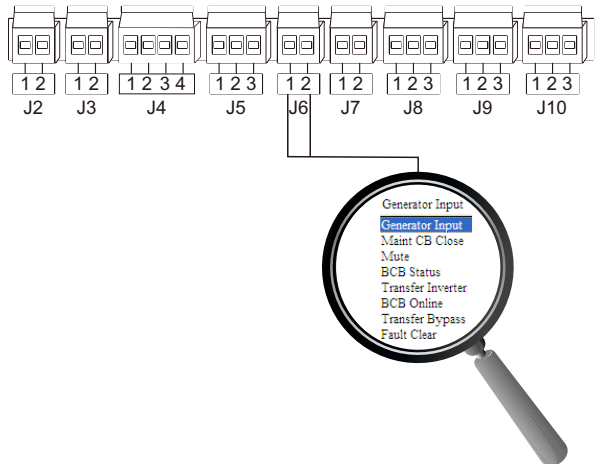 1 2 1 2 1 2 3 4 1 2 3 1 2 1 2 1 2 3 1 2 3 1 2 3
J2 J3 J4 J5 J6 J7 J8 J9 J10
Generator Input
Generator Input
Maint CB Close
Mute
BCB Status
Transfer Inverter
BCB Online
Transfer Bypass
Fault Clear